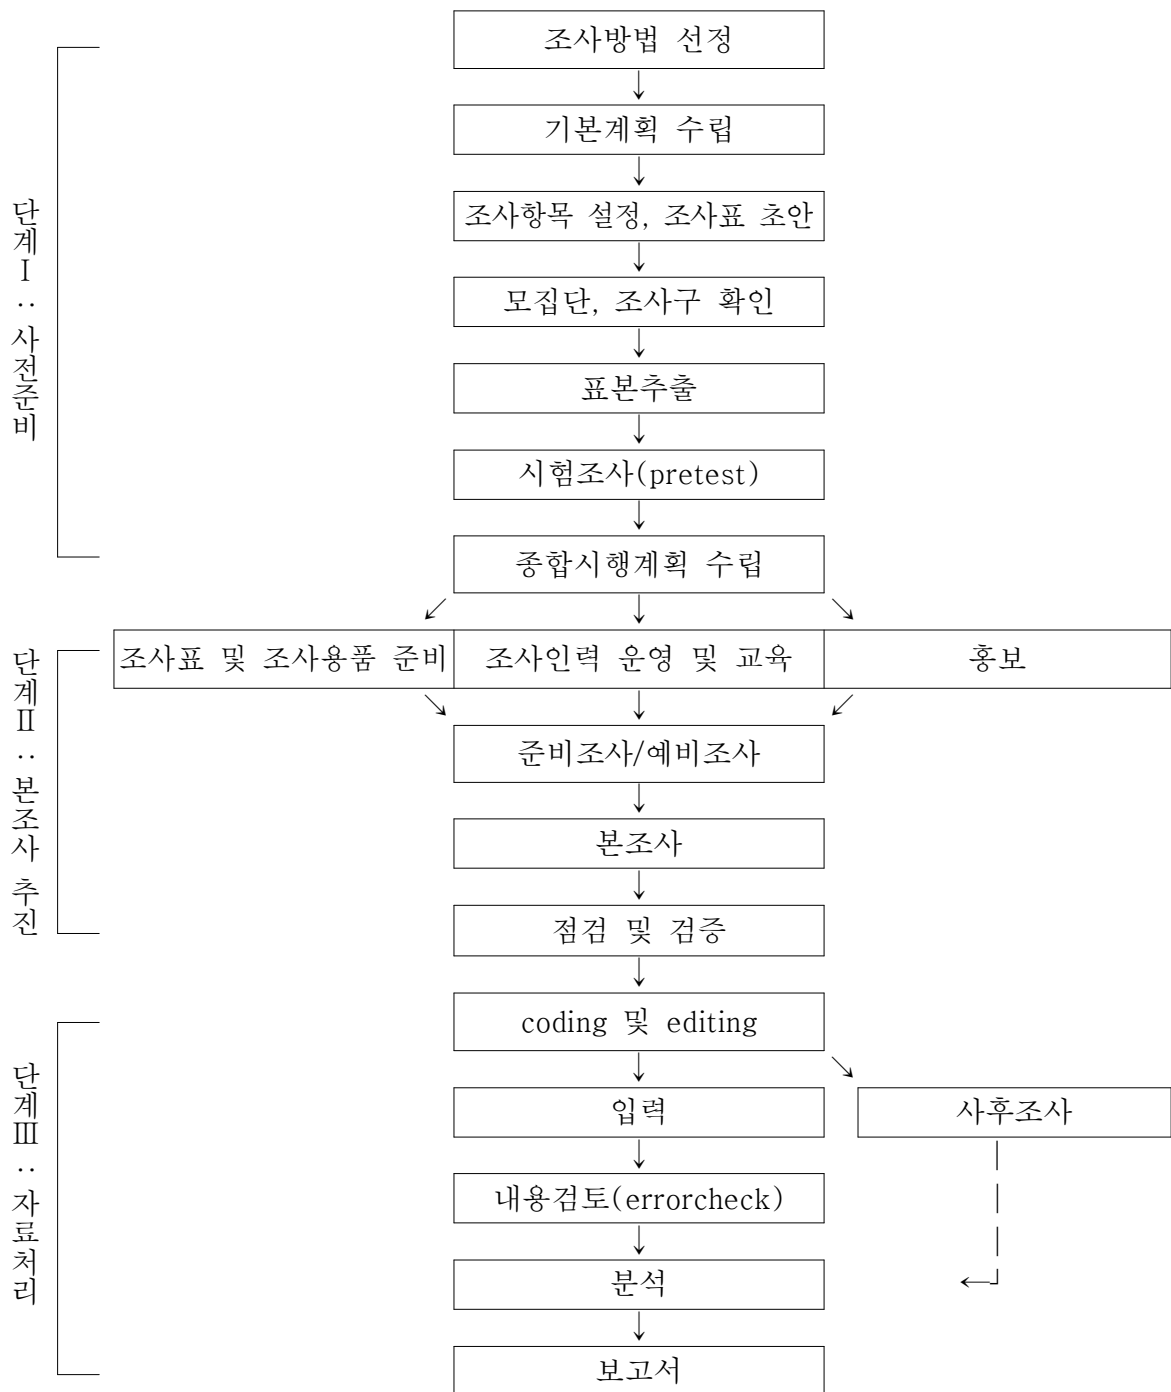 조사방법 선정
기본계획 수립
조사항목 설정, 조사표 초안
모집단, 조사구 확인
표본추출
시험조사(pretest)
종합시행계획 수립
단계Ⅰ : 사전준비
조사표 및 조사용품 준비
조사인력 운영 및 교육
홍보
준비조사/예비조사
본조사
점검 및 검증
단계Ⅱ : 본조사 추진
coding 및 editing
입력
사후조사
내용검토(errorcheck)
분석
보고서
단계Ⅲ : 자료처리